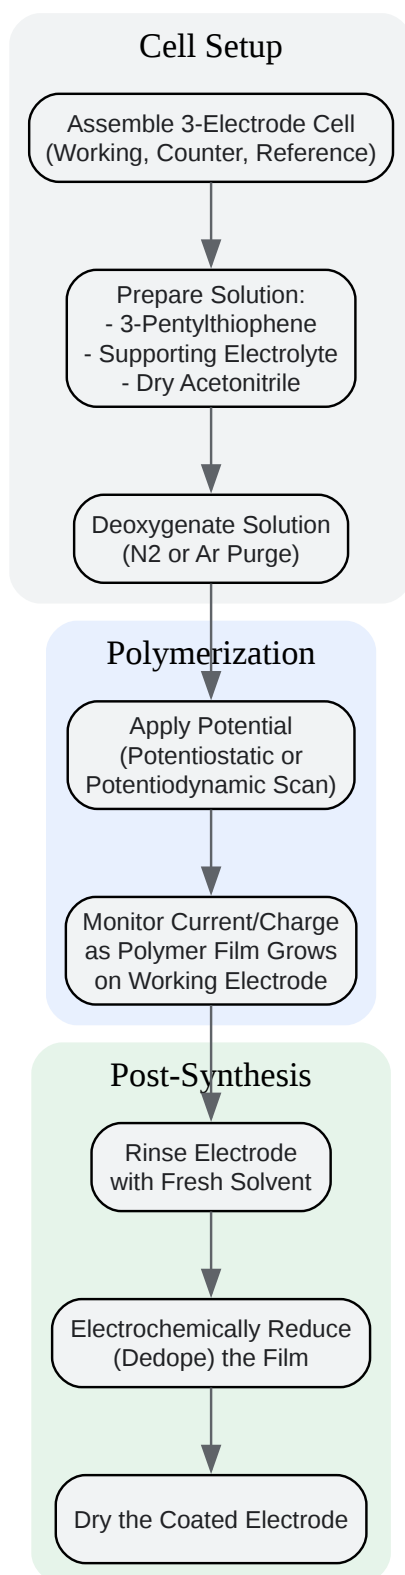 Cell Setup
Assemble 3-Electrode Cell
(Working, Counter, Reference)
Prepare Solution:
- 3-Pentylthiophene
- Supporting Electrolyte
- Dry Acetonitrile
Deoxygenate Solution
(N2 or Ar Purge)
Polymerization
Apply Potential
(Potentiostatic or
Potentiodynamic Scan)
Monitor Current/Charge
as Polymer Film Grows
on Working Electrode
Post-Synthesis
Rinse Electrode
with Fresh Solvent
Electrochemically Reduce
(Dedope) the Film
Dry the Coated Electrode